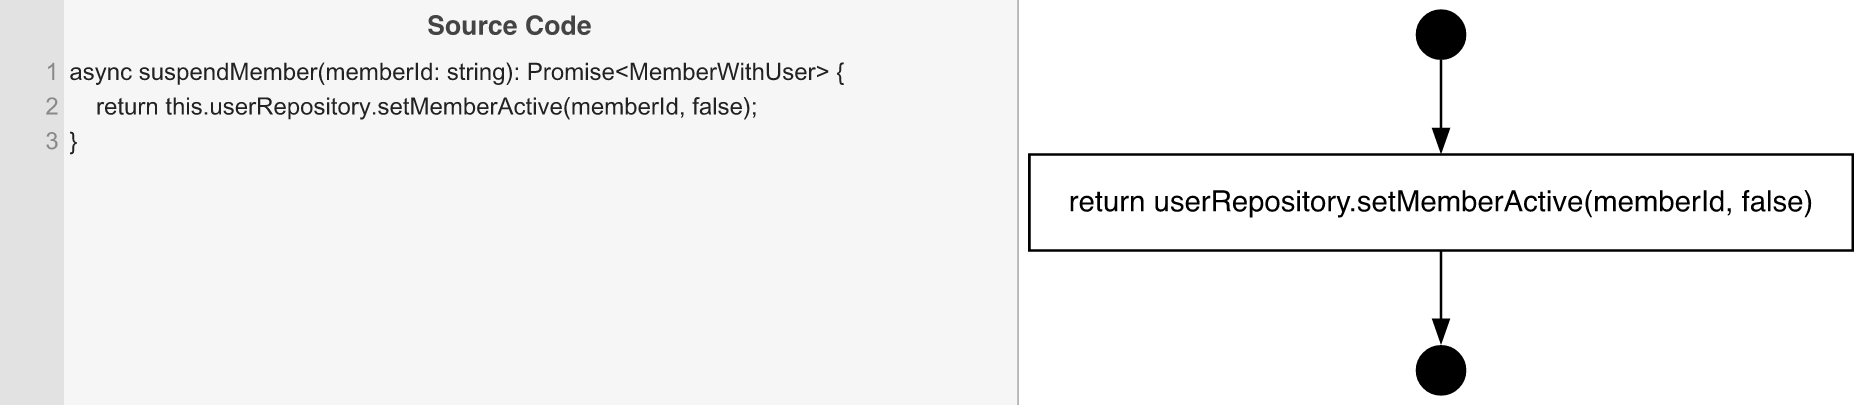 Source Code
1 async suspendMember(memberId: string): Promise<MemberWithUser> {
2     return this.userRepository.setMemberActive(memberId, false);
3 }
return userRepository.setMemberActive(memberId, false)